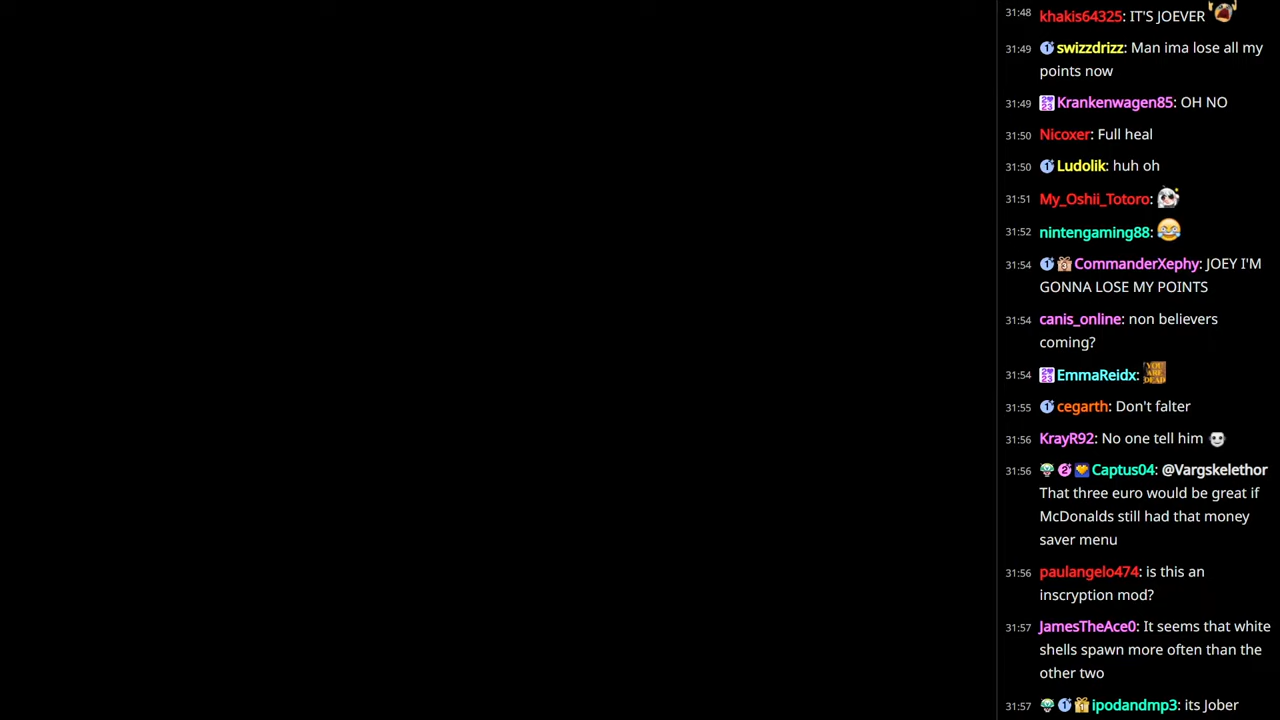 31:48 khakis64325: IT'S JOEVER
31:49 swizzdrizz: Man ima lose all my
points now
31:49 Krankenwagen85: OH NO
31:50 Nicoxer: Full heal
31:50 Ludolik: huh oh
31:51 My_Oshii_Totoro:
31:52 nintengaming88:
31:54 CommanderXephy: JOEY I'M
GONNA LOSE MY POINTS
31:54 canis_online: non believers
coming?
31:54 EmmaReidx: YOU
ARE
DEAD
31:55 cegarth: Don't falter
31:56 KrayR92: No one tell him
31:56 Captus04: @Vargskelethor
That three euro would be great if
McDonalds still had that money
saver menu
31:56 paulangelo474: is this an
inscryption mod?
31:57 JamesTheAce0: It seems that white
shells spawn more often than the
other two
31:57 ipodandmp3: its Jober